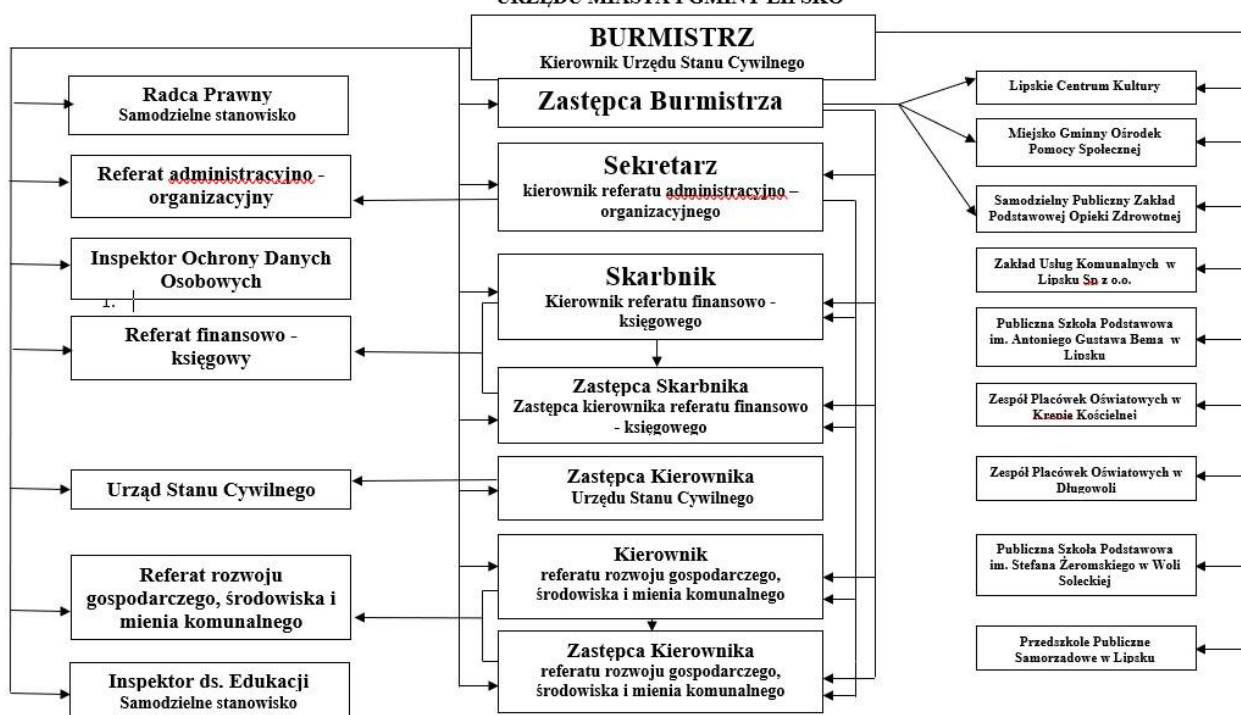 URZĘDU MIASTA I GMINY LIPSKO
BURMISTRZ
Kierownik Urzędu Stanu Cywilnego
Radca Prawny
Samodzielne stanowisko
Referat administracyjno -
organizacyjny
Inspektor Ochrony Danych
Osobowych
1.
Referat finansowo -
księgowy
Urząd Stanu Cywilnego
Referat rozwoju
gospodarczego, środowiska i
mienia komunalnego
Inspektor ds. Edukacji
Samodzielne stanowisko
Zastępca Burmistrza
Sekretarz
kierownik referatu administracyjno –
organizacyjnego
Skarbnik
Kierownik referatu finansowo -
księgowego
Zastępca Skarbnika
Zastępca kierownika referatu finansowo
- księgowego
Zastępca Kierownika
Urzędu Stanu Cywilnego
Kierownik
referatu rozwoju gospodarczego,
środowiska i mienia komunalnego
Zastępca Kierownika
referatu rozwoju gospodarczego,
środowiska i mienia komunalnego
Lipskie Centrum Kultury
Miejsko Gminny Ośrodek
Pomocy Społecznej
Samodzielny Publiczny Zakład
Podstawowej Opieki Zdrowotnej
Zakład Usług Komunalnych w
Lipsku Sp z o.o.
Publiczna Szkoła Podstawowa
im. Antoniego Gustawa Bema w
Lipsku
Zespół Placówek Oświatowych w
Krępie Kościelnej
Zespół Placówek Oświatowych w
Długowoli
Publiczna Szkoła Podstawowa
im. Stefana Żeromskiego w Woli
Soleckiej
Przedszkole Publiczne
Samorządowe w Lipsku